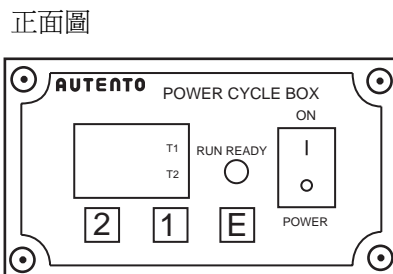 正面圖
AUTENTO
POWER CYCLE BOX
ON
T1
RUN READY
I
T2
O
2 1 E
POWER